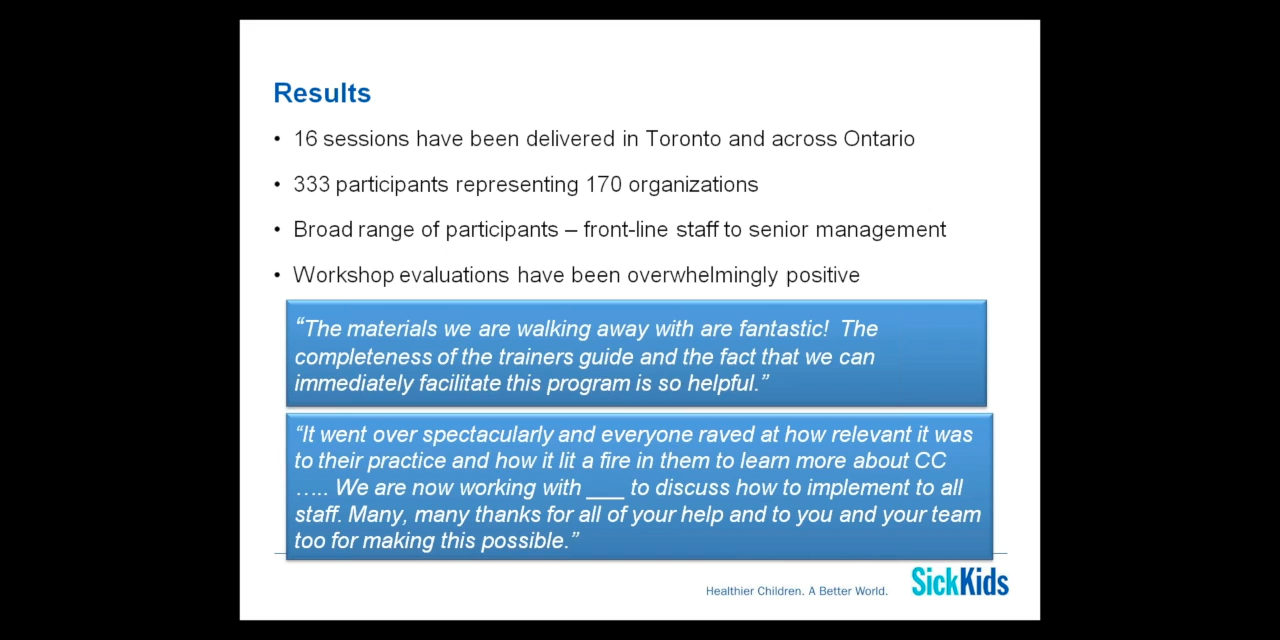 Results
• 16 sessions have been delivered in Toronto and across Ontario
• 333 participants representing 170 organizations
• Broad range of participants – front-line staff to senior management
• Workshop evaluations have been overwhelmingly positive
“The materials we are walking away with are fantastic!  The
completeness of the trainers guide and the fact that we can
immediately facilitate this program is so helpful.”
“It went over spectacularly and everyone raved at how relevant it was
to their practice and how it lit a fire in them to learn more about CC
….. We are now working with ___ to discuss how to implement to all
staff. Many, many thanks for all of your help and to you and your team
too for making this possible.”
Healthier Children. A Better World.
SickKids